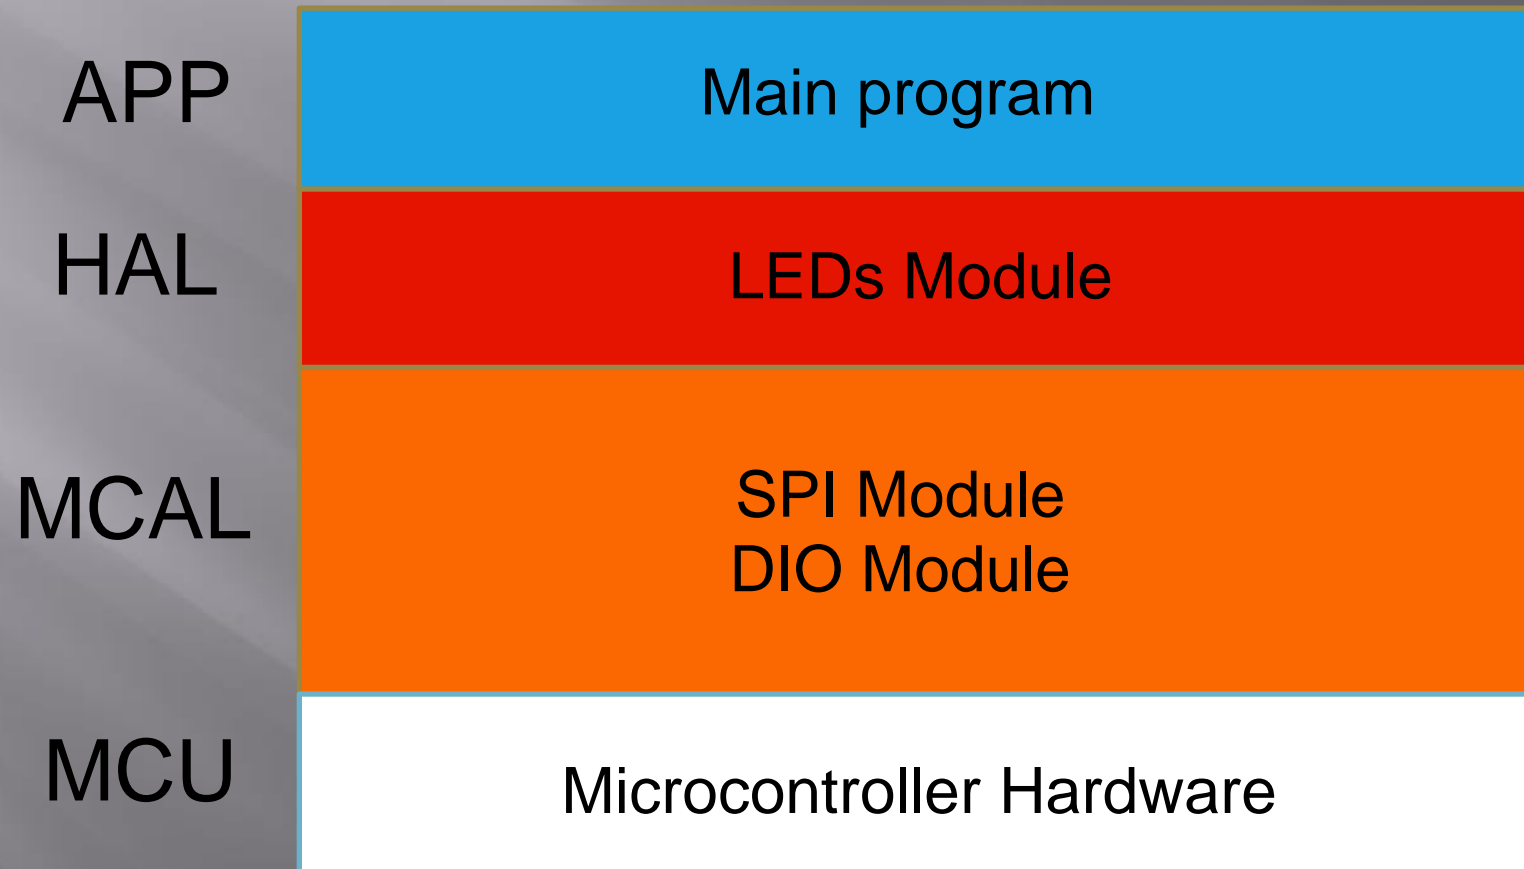 APP
Main program
HAL
LEDs Module
MCAL
SPI Module
DIO Module
MCU
Microcontroller Hardware